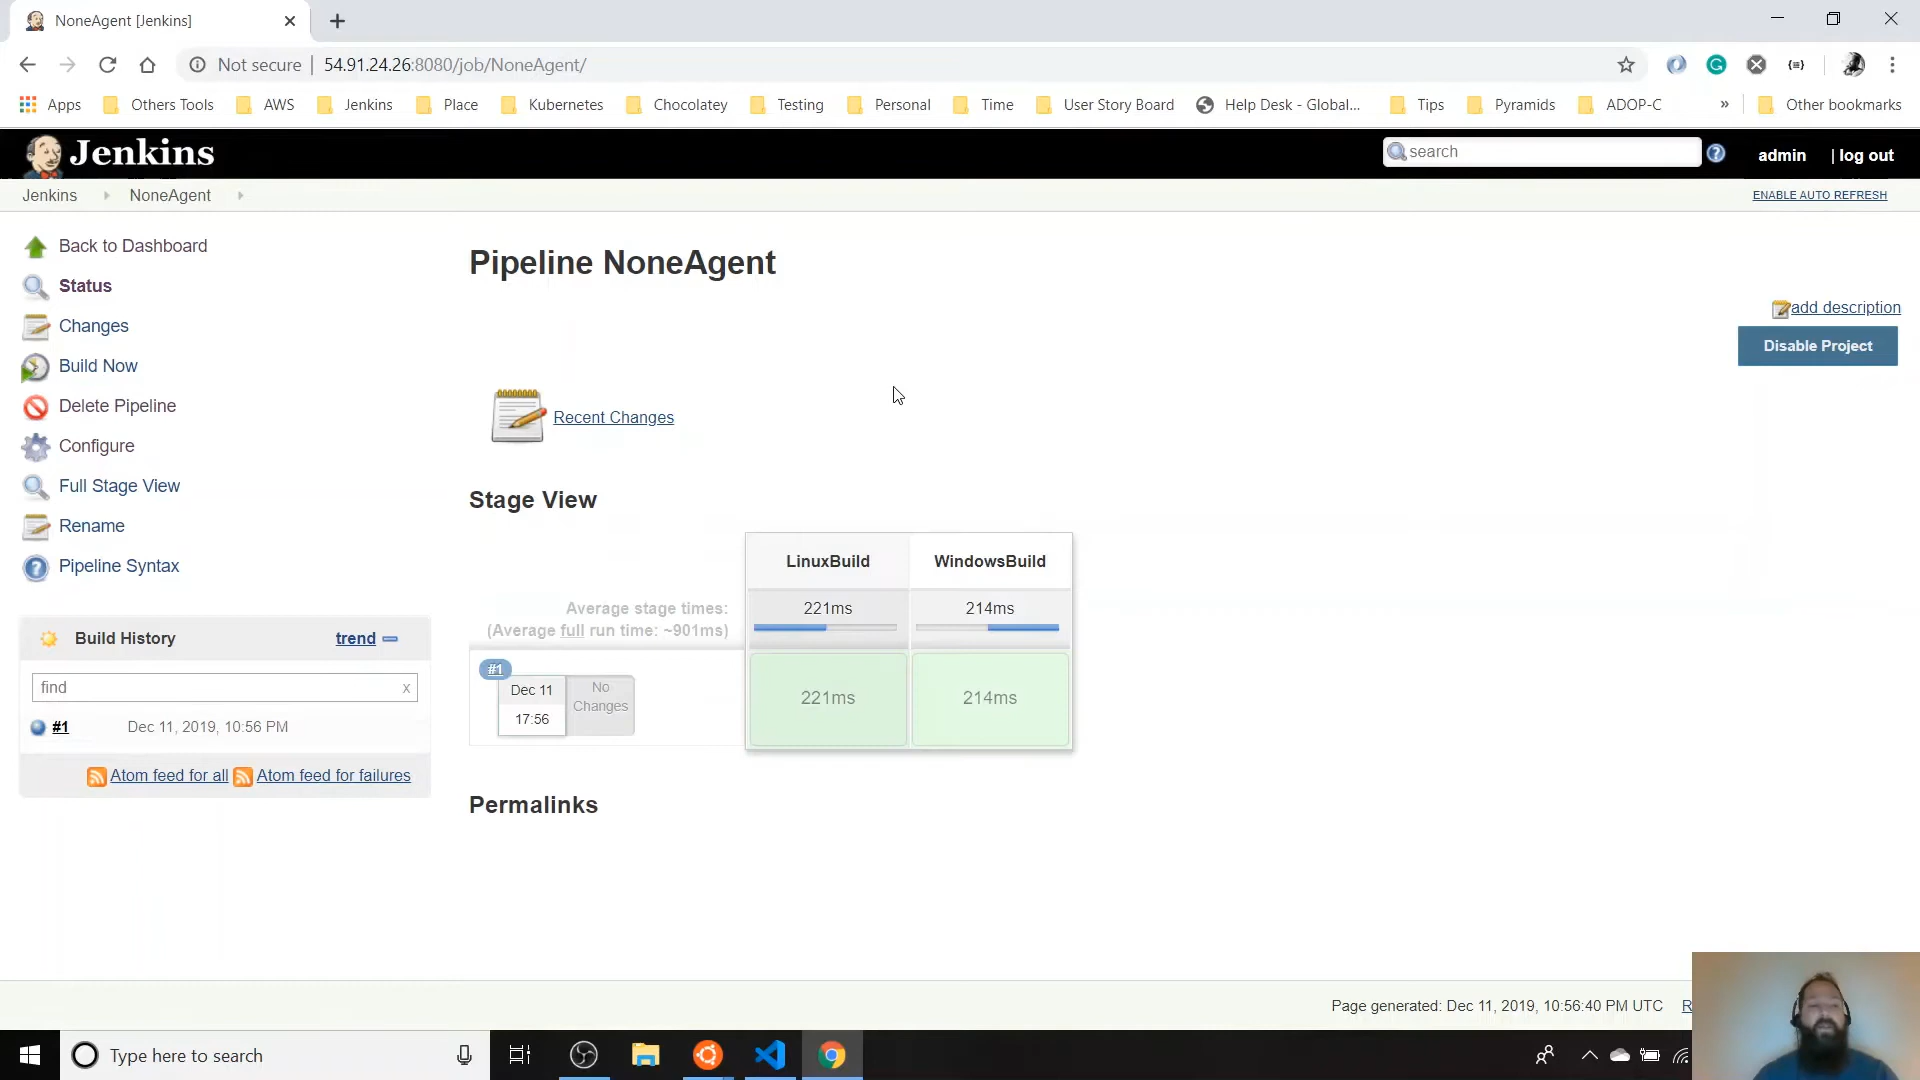 NoneAgent [Jenkins]
Not secure | 54.91.24.26:8080/job/NoneAgent/
Apps Others Tools AWS Jenkins Place Kubernetes Chocolatey Testing Personal Time User Story Board Help Desk - Global... Tips Pyramids ADOP-C » Other bookmarks
Jenkins
search
admin | log out
Jenkins NoneAgent
ENABLE AUTO REFRESH
Back to Dashboard
Status
Changes
Build Now
Delete Pipeline
Configure
Full Stage View
Rename
Pipeline Syntax
Build History trend
find x
#1 Dec 11, 2019, 10:56 PM
Atom feed for all Atom feed for failures
Pipeline NoneAgent
add description
Disable Project
Recent Changes
Stage View
LinuxBuild WindowsBuild
Average stage times: 221ms 214ms
(Average full run time: ~901ms)
#1
Dec 11
17:56
No
Changes
221ms 214ms
Permalinks
Page generated: Dec 11, 2019, 10:56:40 PM UTC R
Type here to search